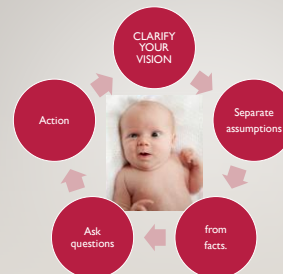 CLARIFY
YOUR
VISION
Separate
assumptions
from
facts.
Ask
questions
Action